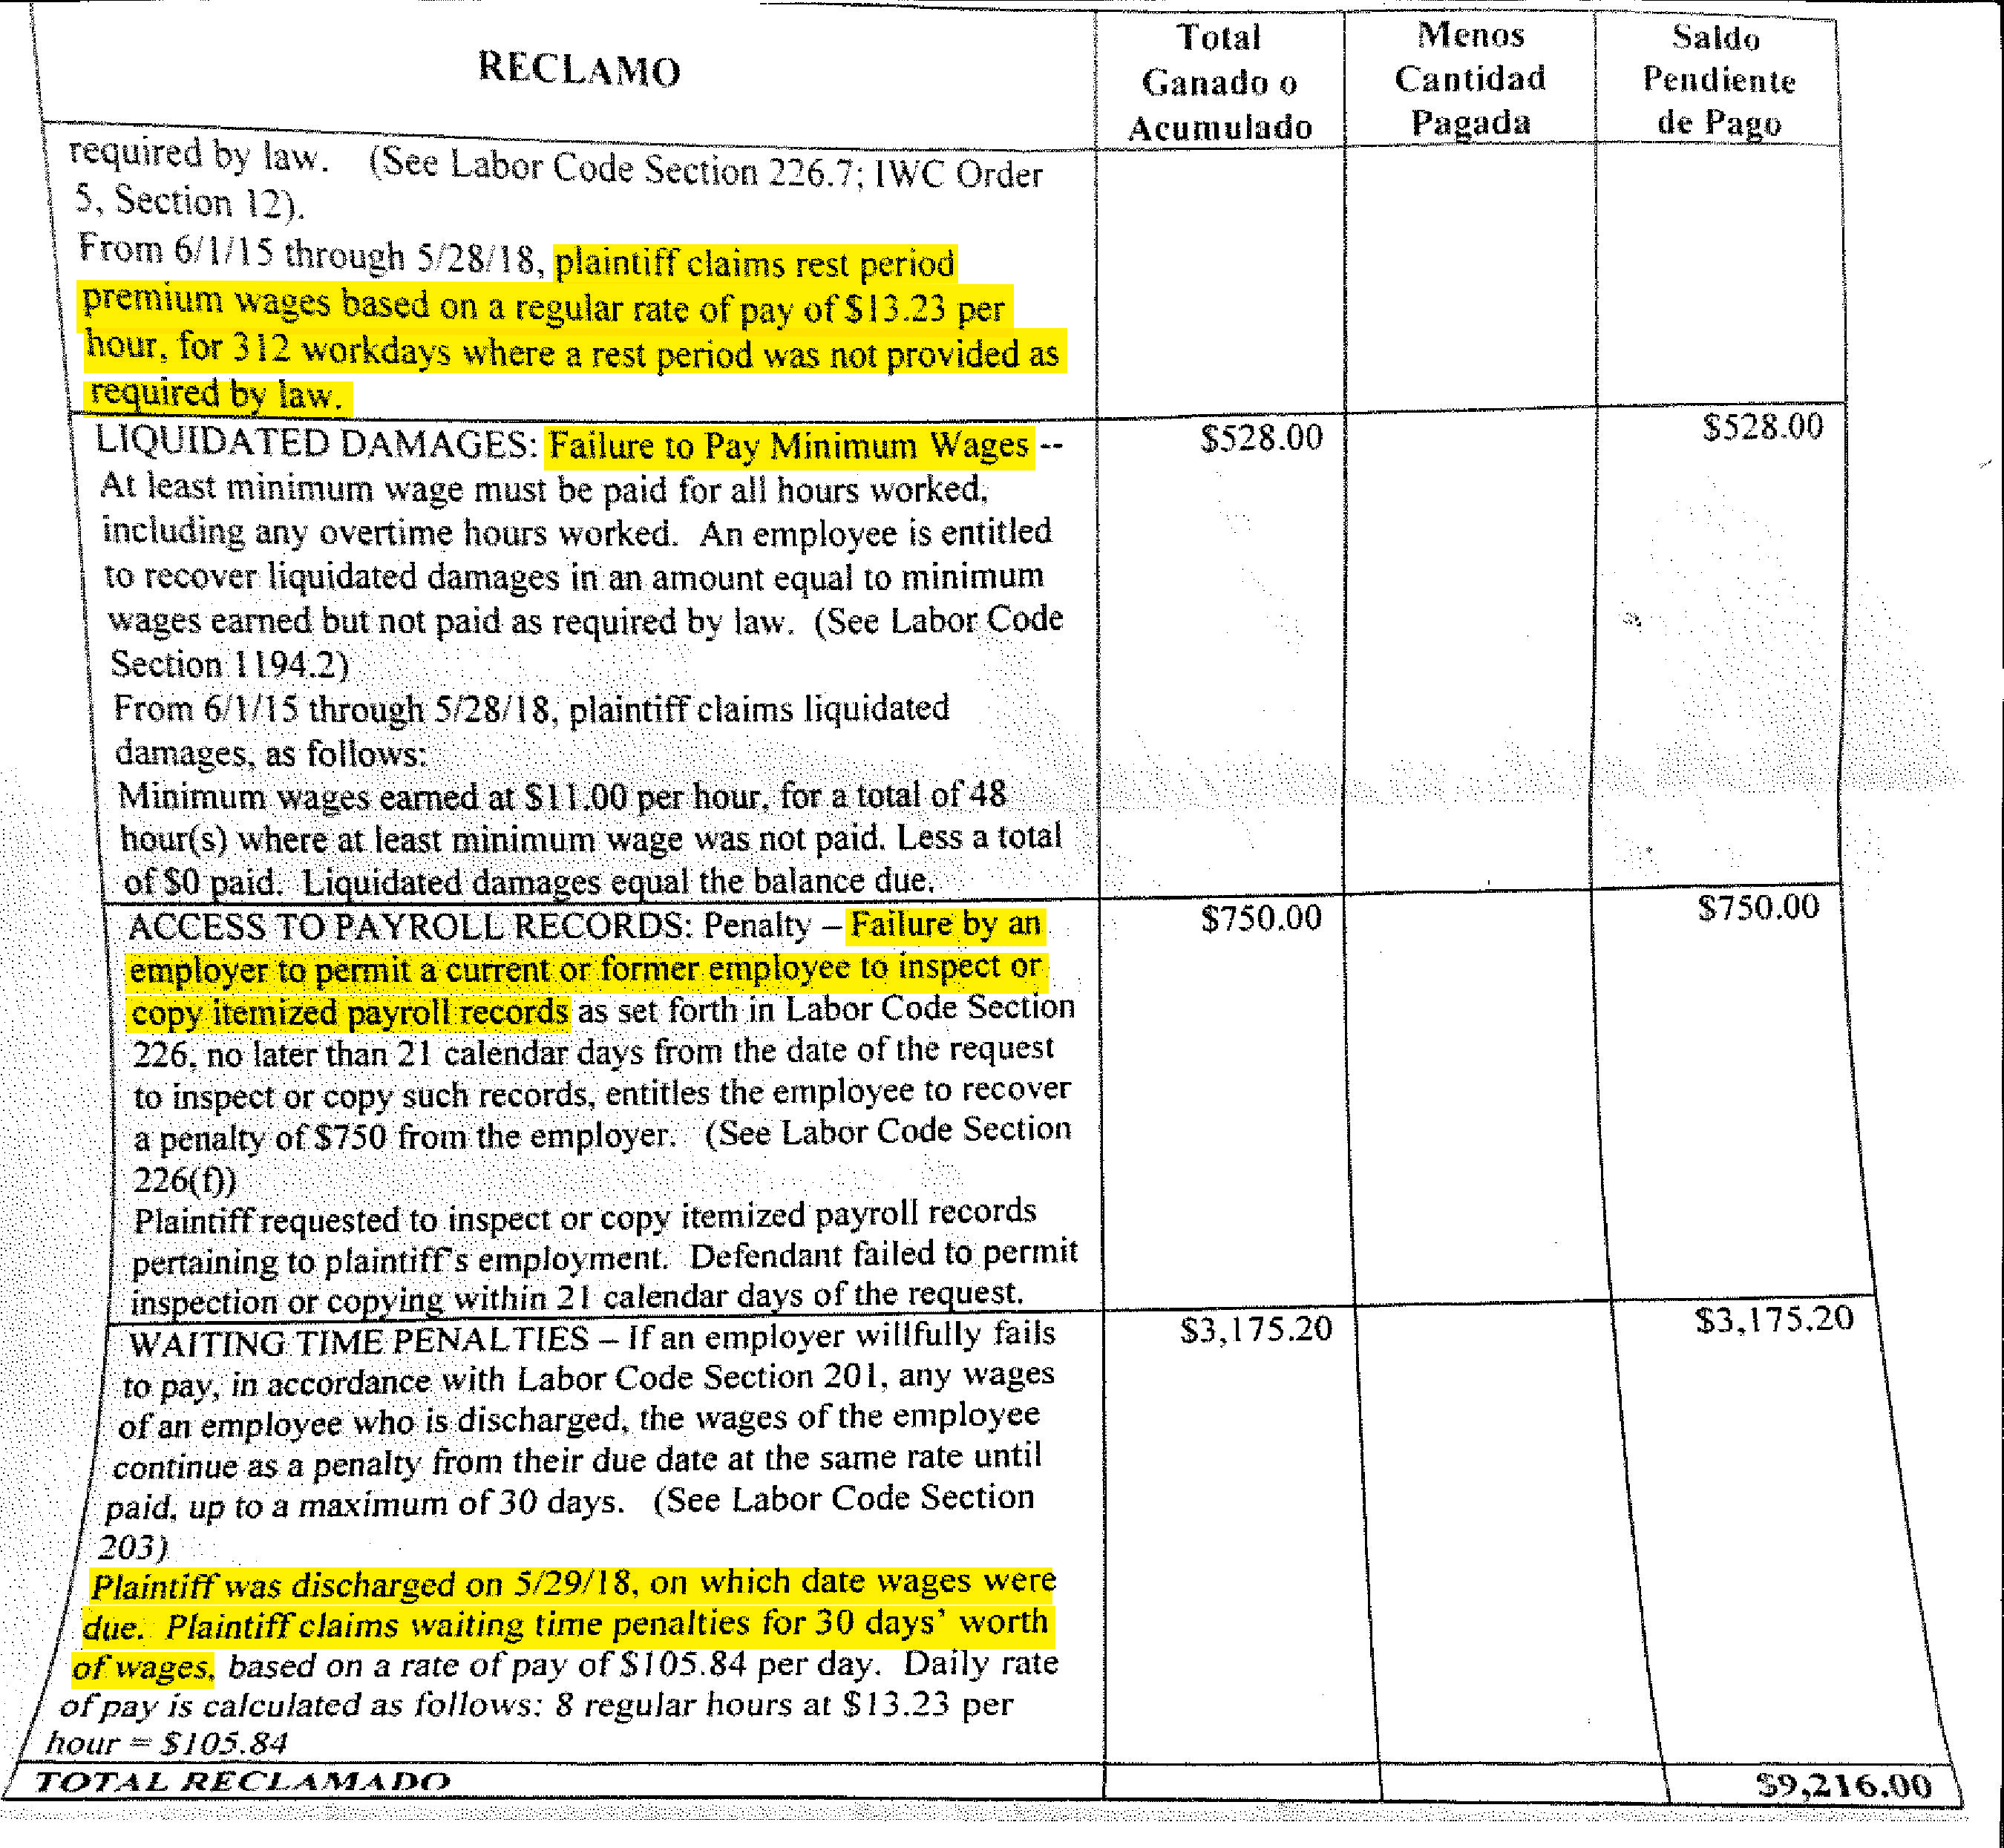 RECLAMO
Total
Ganado o
Acumulado
Menos
Cantidad
Pagada
Saldo
Pendiente
de Pago
required by law. (See Labor Code Section 226.7; IWC Order
5, Section 12).
From 6/1/15 through 5/28/18, plaintiff claims rest period
premium wages based on a regular rate of pay of $13.23 per
hour, for 312 workdays where a rest period was not provided as
required by law.
LIQUIDATED DAMAGES: Failure to Pay Minimum Wages --
At least minimum wage must be paid for all hours worked,
including any overtime hours worked. An employee is entitled
to recover liquidated damages in an amount equal to minimum
wages earned but not paid as required by law. (See Labor Code
Section 1194.2)
From 6/1/15 through 5/28/18, plaintiff claims liquidated
damages, as follows:
Minimum wages earned at $11.00 per hour, for a total of 48
hour(s) where at least minimum wage was not paid. Less a total
of $0 paid. Liquidated damages equal the balance due.
$528.00
$528.00
ACCESS TO PAYROLL RECORDS: Penalty – Failure by an
employer to permit a current or former employee to inspect or
copy itemized payroll records as set forth in Labor Code Section
226, no later than 21 calendar days from the date of the request
to inspect or copy such records, entitles the employee to recover
a penalty of $750 from the employer. (See Labor Code Section
226(f))
Plaintiff requested to inspect or copy itemized payroll records
pertaining to plaintiff's employment. Defendant failed to permit
inspection or copying within 21 calendar days of the request.
$750.00
$750.00
WAITING TIME PENALTIES – If an employer willfully fails
to pay, in accordance with Labor Code Section 201, any wages
of an employee who is discharged, the wages of the employee
continue as a penalty from their due date at the same rate until
paid, up to a maximum of 30 days. (See Labor Code Section
203)
Plaintiff was discharged on 5/29/18, on which date wages were
due. Plaintiff claims waiting time penalties for 30 days' worth
of wages, based on a rate of pay of $105.84 per day. Daily rate
of pay is calculated as follows: 8 regular hours at $13.23 per
hour = $105.84
$3,175.20
$3,175.20
TOTAL RECLAMADO
$9,216.00